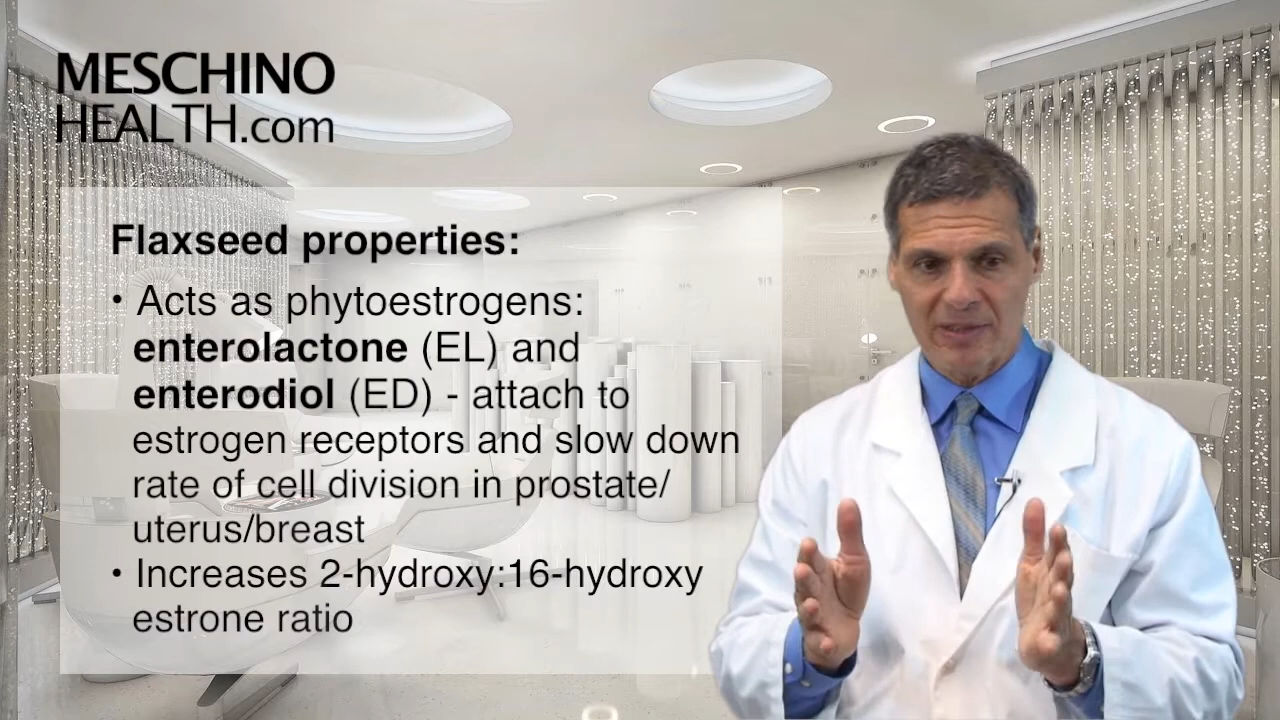 MESCHINO
HEALTH.com
Flaxseed properties:
• Acts as phytoestrogens:
enterolactone (EL) and
enterodiol (ED) - attach to
estrogen receptors and slow down
rate of cell division in prostate/
uterus/breast
• Increases 2-hydroxy:16-hydroxy
estrone ratio